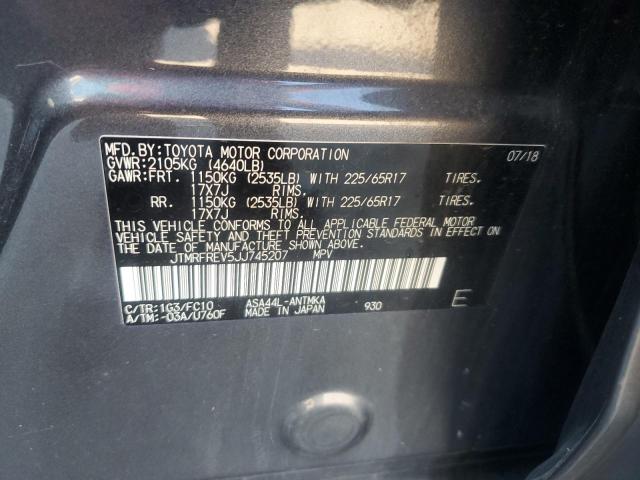 MFD.BY:TOYOTA MOTOR CORPORATION 07/18
GVWR:2105KG (4640LB)
GAWR:FRT. 1150KG (2535LB) WITH 225/65R17 TIRES.
17X7J RIMS.
RR. 1150KG (2535LB) WITH 225/65R17 TIRES.
17X7J RIMS.
THIS VEHICLE CONFORMS TO ALL APPLICABLE FEDERAL MOTOR
VEHICLE SAFETY AND THEFT PREVENTION STANDARDS IN EFFECT
ON THE DATE OF MANUFACTURE SHOWN ABOVE.
JTMRFREV5JJ745207 MPV
C/TR:1G3/FC10 ASA44L-ANTMKA 930 E
A/TM:-03A/U760F MADE IN JAPAN